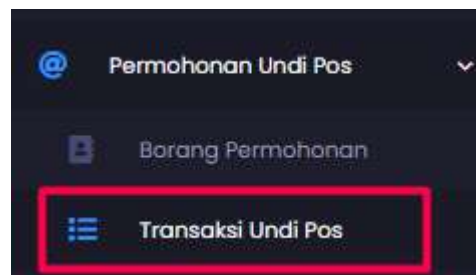 Permohonan Undi Pos
Borang Permohonan
Transaksi Undi Pos